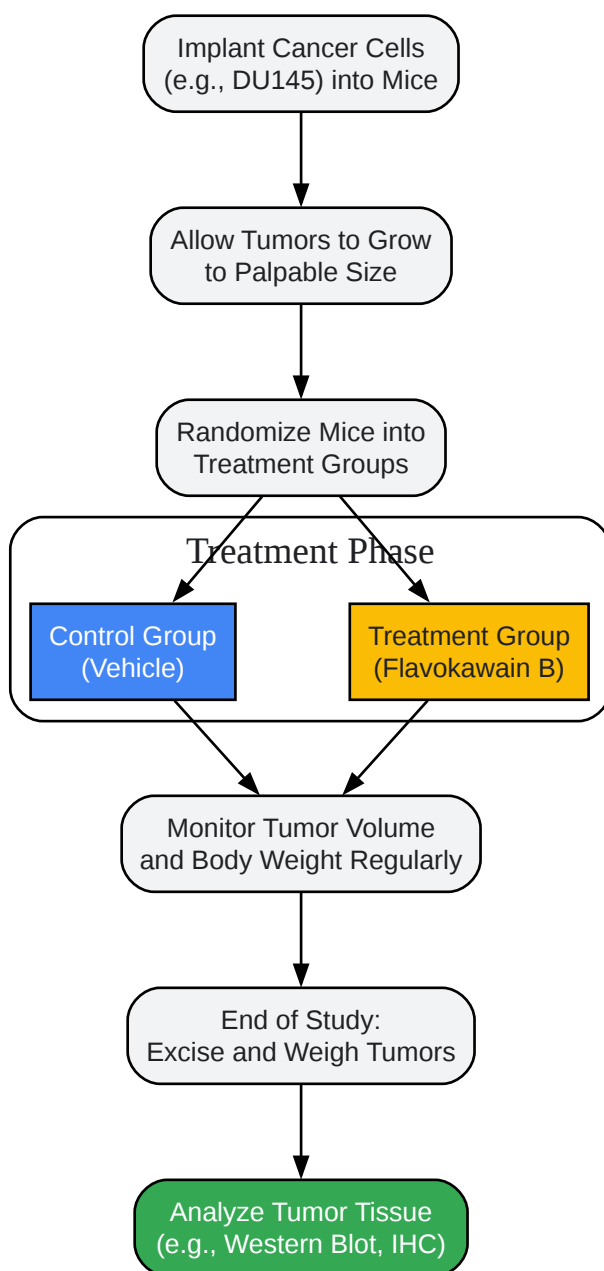 Implant Cancer Cells
(e.g., DU145) into Mice
Allow Tumors to Grow
to Palpable Size
Randomize Mice into
Treatment Groups
Treatment Phase
Control Group
(Vehicle)
Treatment Group
(Flavokawain B)
Monitor Tumor Volume
and Body Weight Regularly
End of Study:
Excise and Weigh Tumors
Analyze Tumor Tissue
(e.g., Western Blot, IHC)